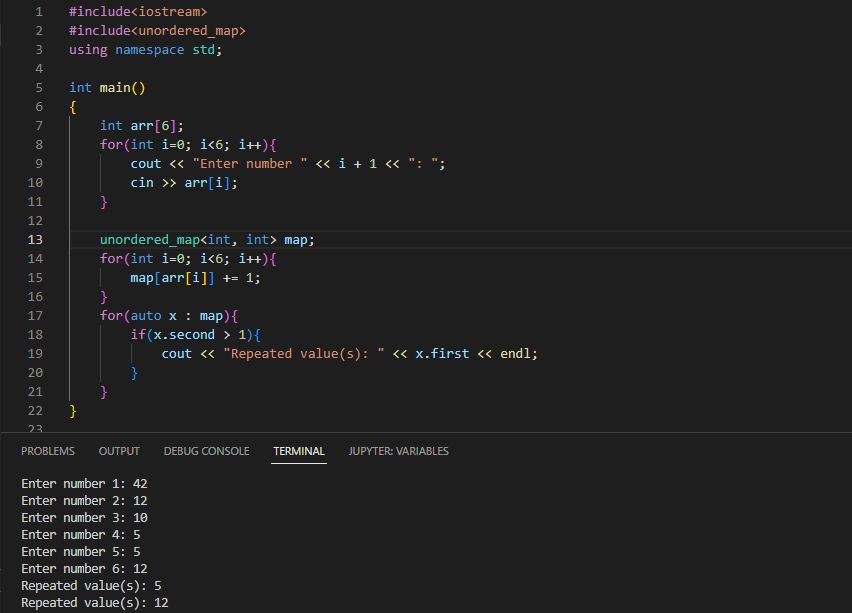 1 #include<iostream>
2 #include<unordered_map>
3 using namespace std;
4
5 int main()
6 {
7     int arr[6];
8     for(int i=0; i<6; i++){
9         cout << "Enter number " << i + 1 << ": ";
10         cin >> arr[i];
11     }
12
13     unordered_map<int, int> map;
14     for(int i=0; i<6; i++){
15         map[arr[i]] += 1;
16     }
17     for(auto x : map){
18         if(x.second > 1){
19             cout << "Repeated value(s): " << x.first << endl;
20         }
21     }
22 }
23
PROBLEMS OUTPUT DEBUG CONSOLE TERMINAL JUPYTER: VARIABLES
Enter number 1: 42
Enter number 2: 12
Enter number 3: 10
Enter number 4: 5
Enter number 5: 5
Enter number 6: 12
Repeated value(s): 5
Repeated value(s): 12